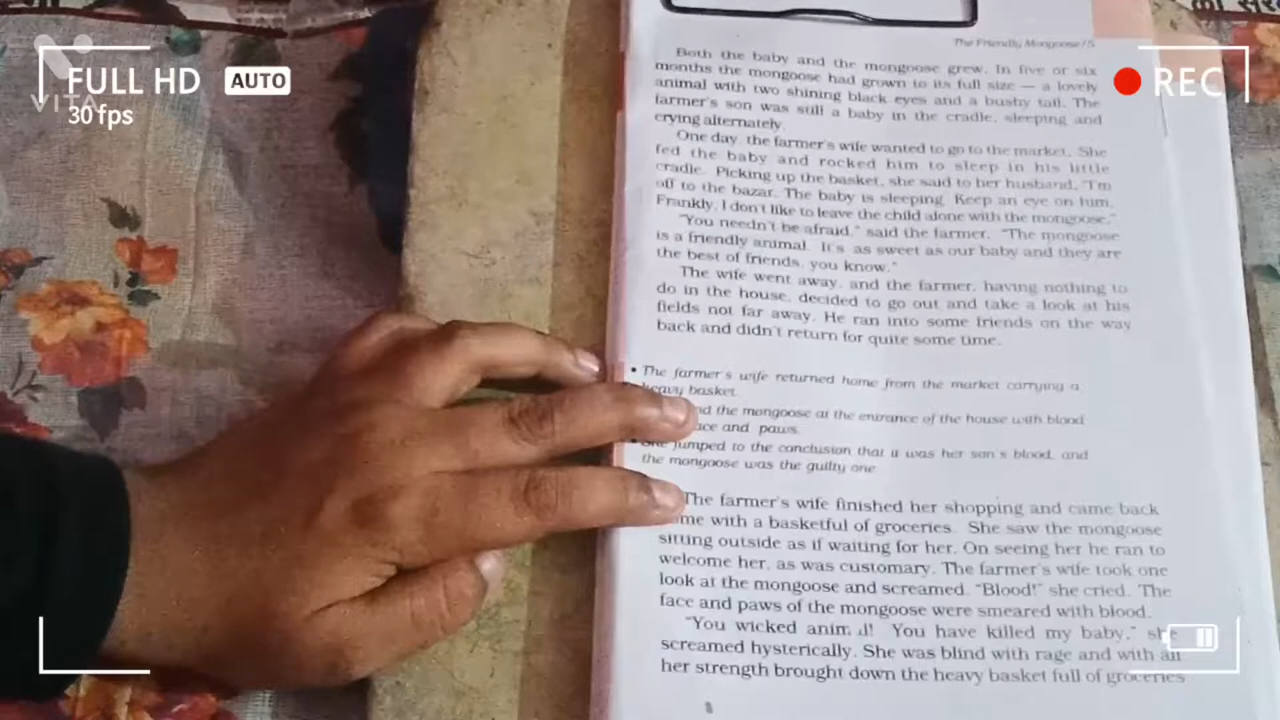 FULL HD AUTO
30 fps
VITA
REC
The Friendly Mongoose/5
Both the baby and the mongoose grew. In five or six
months the mongoose had grown to its full size — a lovely
animal with two shining black eyes and a bushy tail. The
farmer's son was still a baby in the cradle, sleeping and
crying alternately.
One day, the farmer's wife wanted to go to the market. She
fed the baby and rocked him to sleep in his little
cradle. Picking up the basket, she said to her husband, "I'm
off to the bazar. The baby is sleeping. Keep an eye on him.
Frankly, I don't like to leave the child alone with the mongoose."
"You needn't be afraid," said the farmer. "The mongoose
is a friendly animal. It's as sweet as our baby and they are
the best of friends, you know."
The wife went away, and the farmer, having nothing to
do in the house, decided to go out and take a look at his
fields not far away. He ran into some friends on the way
back and didn't return for quite some time.
• The farmer's wife returned home from the market carrying a
heavy basket.
the mongoose at the entrance of the house with blood
and paws.
• She jumped to the conclusion that it was her son's blood, and
the mongoose was the guilty one
The farmer's wife finished her shopping and came back
with a basketful of groceries. She saw the mongoose
sitting outside as if waiting for her. On seeing her he ran to
welcome her, as was customary. The farmer's wife took one
look at the mongoose and screamed. "Blood!" she cried. The
face and paws of the mongoose were smeared with blood.
"You wicked animal! You have killed my baby," she
screamed hysterically. She was blind with rage and with all
her strength brought down the heavy basket full of groceries